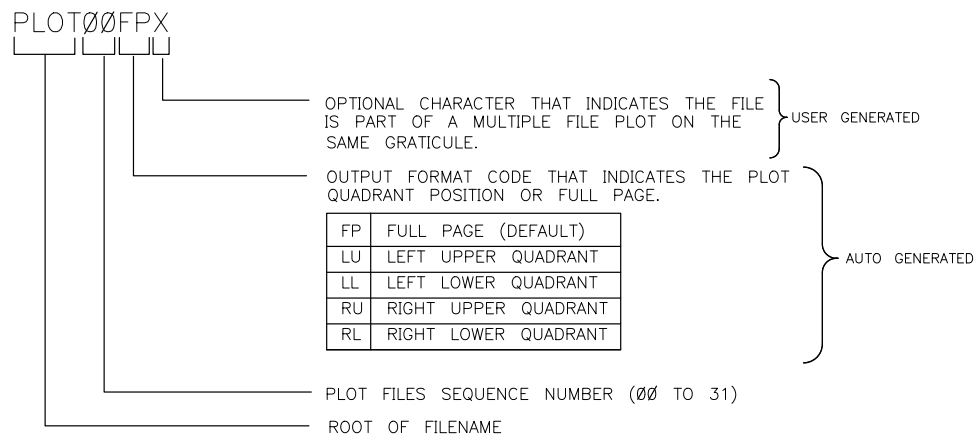 PLOTØØFPX
OPTIONAL CHARACTER THAT INDICATES THE FILE
IS PART OF A MULTIPLE FILE PLOT ON THE
SAME GRATICULE.
USER GENERATED
OUTPUT FORMAT CODE THAT INDICATES THE PLOT
QUADRANT POSITION OR FULL PAGE.
FP FULL PAGE (DEFAULT)
LU LEFT UPPER QUADRANT
LL LEFT LOWER QUADRANT
RU RIGHT UPPER QUADRANT
RL RIGHT LOWER QUADRANT
AUTO GENERATED
PLOT FILES SEQUENCE NUMBER (ØØ TO 31)
ROOT OF FILENAME